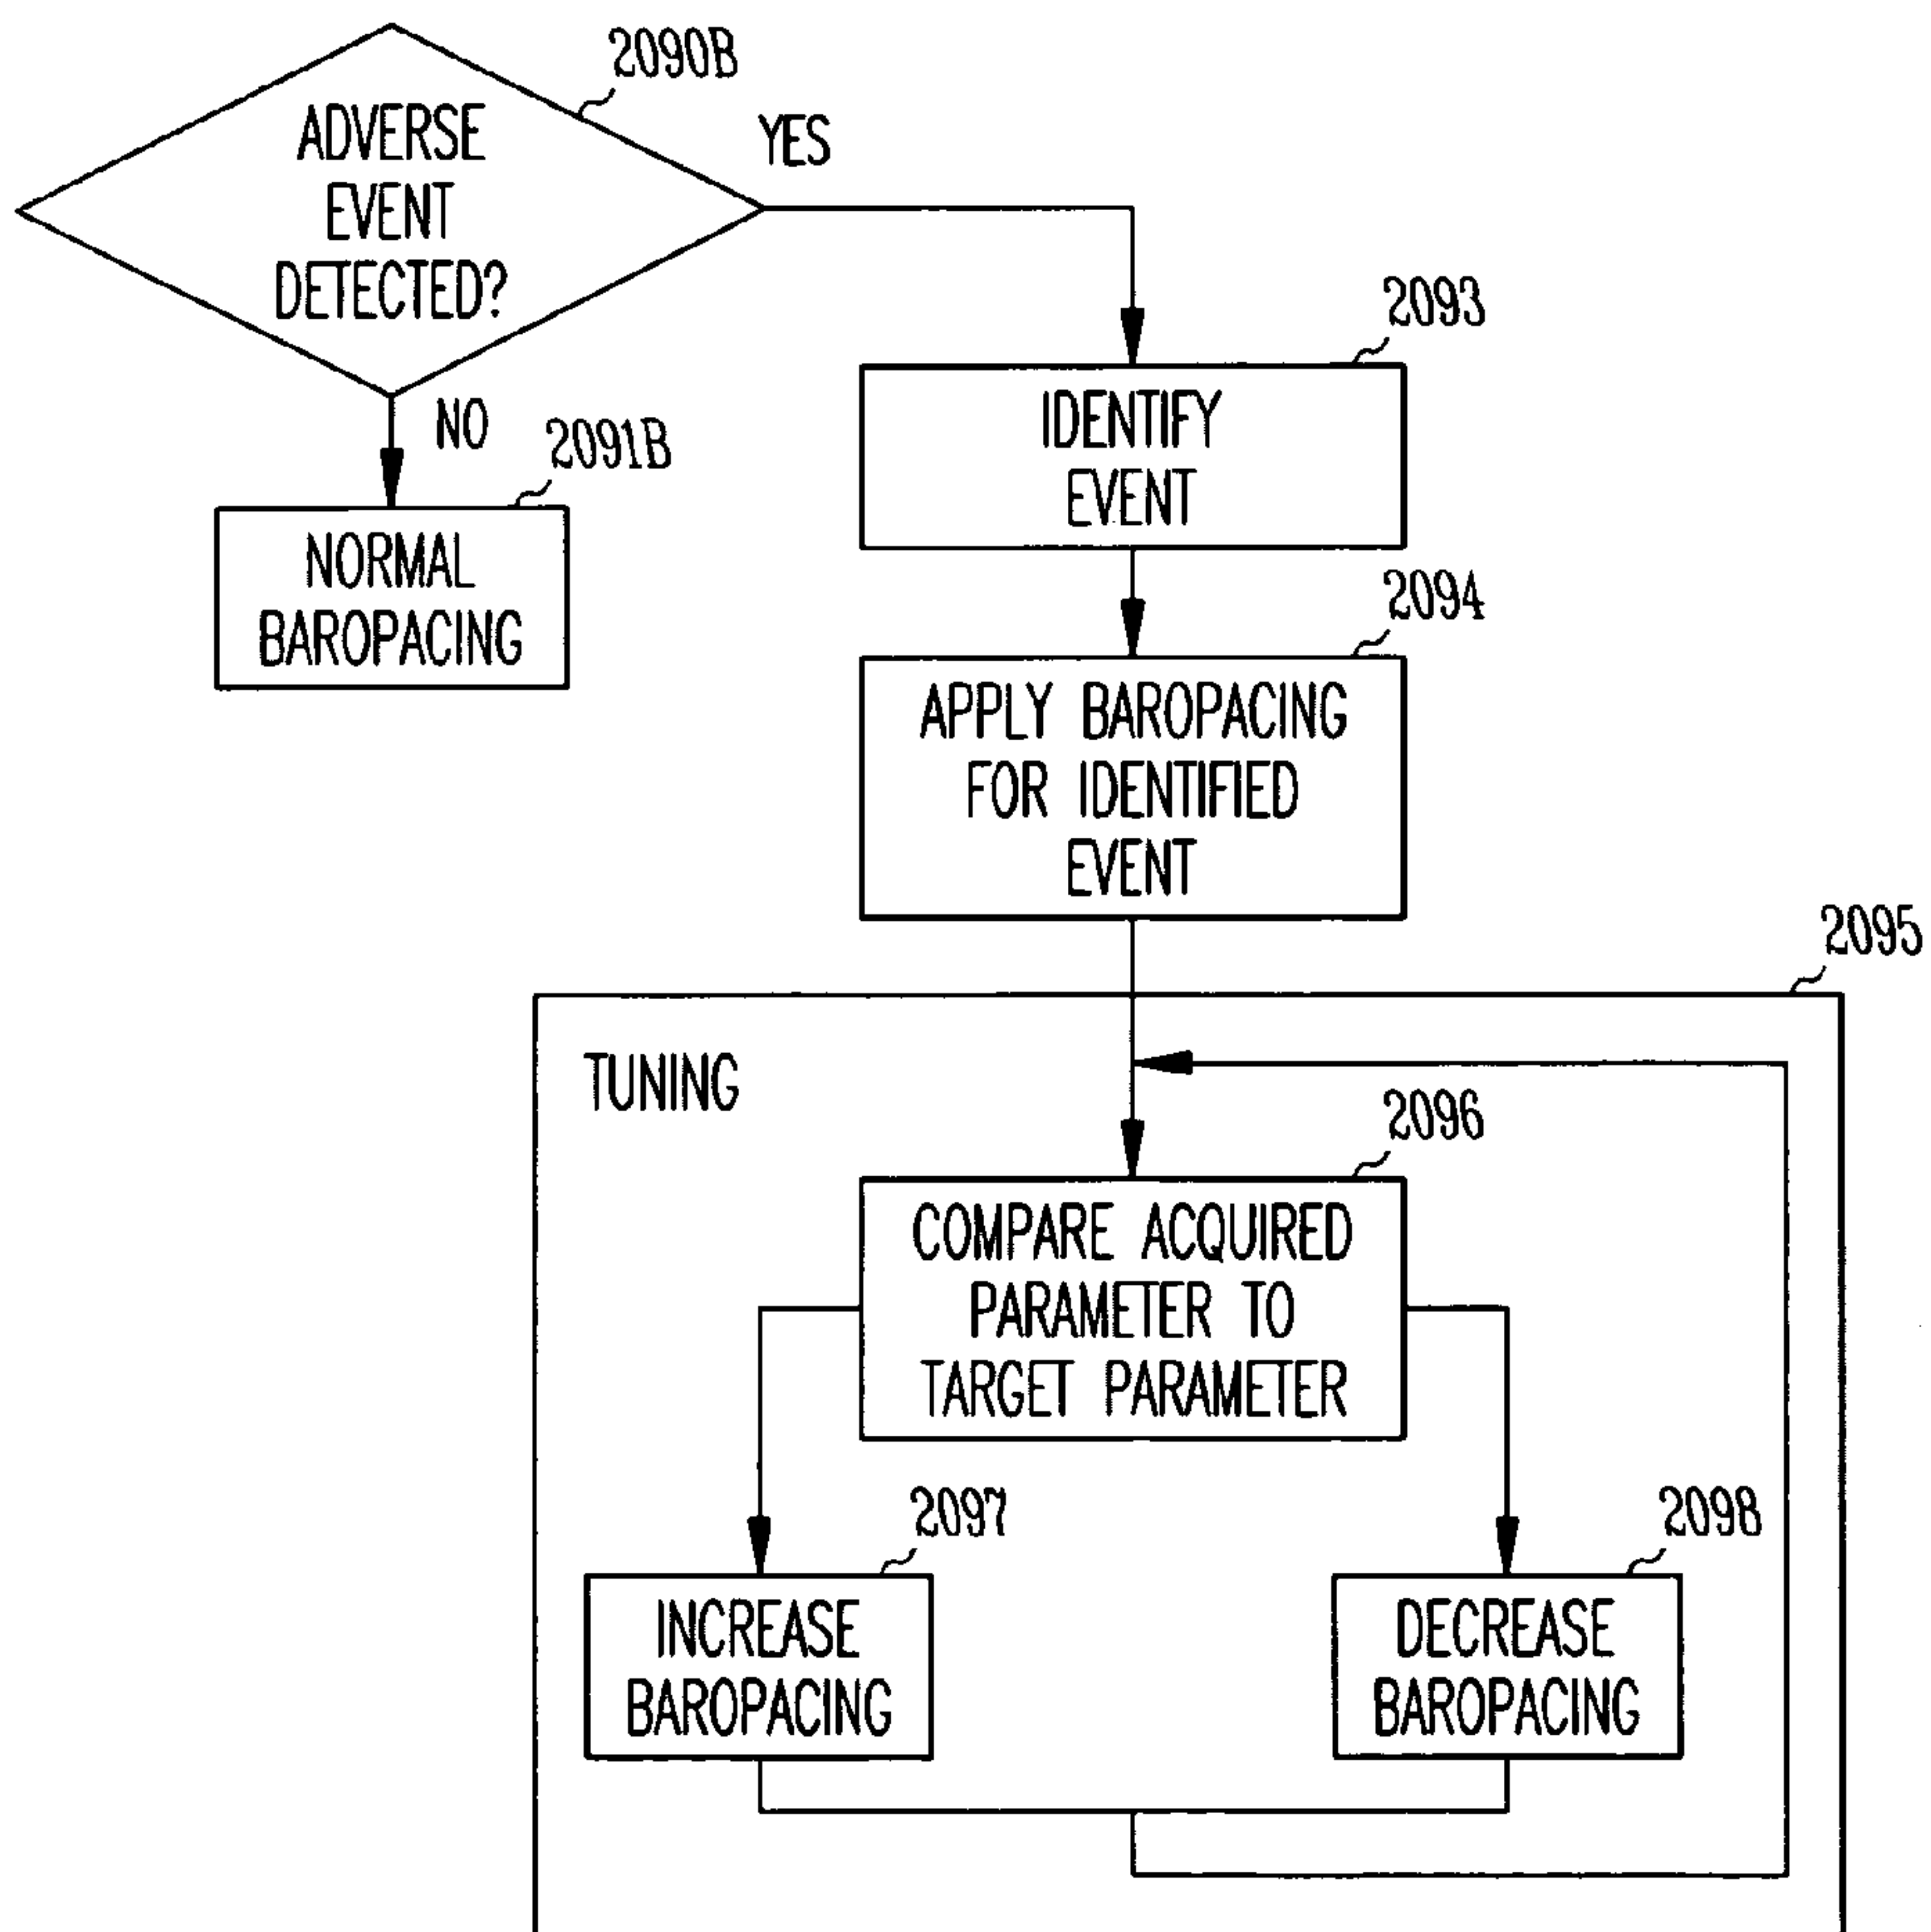 2090B
ADVERSE
EVENT
DETECTED?
YES
NO
2091B
NORMAL
BAROPACING
2093
IDENTIFY
EVENT
2094
APPLY BAROPACING
FOR IDENTIFIED
EVENT
2095
TUNING
2096
COMPARE ACQUIRED
PARAMETER TO
TARGET PARAMETER
2097
INCREASE
BAROPACING
2098
DECREASE
BAROPACING